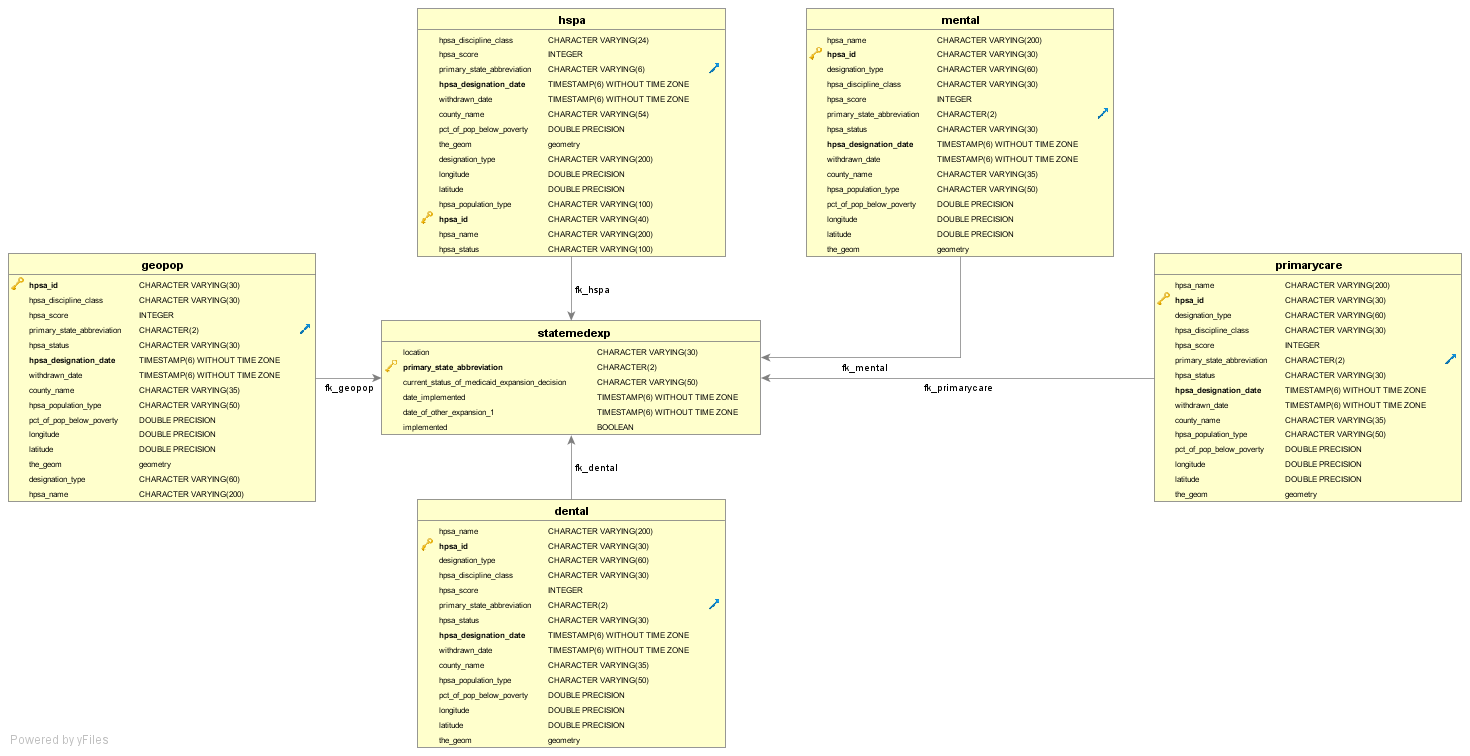 hspa
hpsa_discipline_class CHARACTER VARYING(24)
hpsa_score INTEGER
primary_state_abbreviation CHARACTER VARYING(6)
hpsa_designation_date TIMESTAMP(6) WITHOUT TIME ZONE
withdrawn_date TIMESTAMP(6) WITHOUT TIME ZONE
county_name CHARACTER VARYING(54)
pct_of_pop_below_poverty DOUBLE PRECISION
the_geom geometry
designation_type CHARACTER VARYING(200)
longitude DOUBLE PRECISION
latitude DOUBLE PRECISION
hpsa_population_type CHARACTER VARYING(100)
hpsa_id CHARACTER VARYING(40)
hpsa_name CHARACTER VARYING(200)
hpsa_status CHARACTER VARYING(100)
mental
hpsa_name CHARACTER VARYING(200)
hpsa_id CHARACTER VARYING(30)
designation_type CHARACTER VARYING(60)
hpsa_discipline_class CHARACTER VARYING(30)
hpsa_score INTEGER
primary_state_abbreviation CHARACTER(2)
hpsa_status CHARACTER VARYING(30)
hpsa_designation_date TIMESTAMP(6) WITHOUT TIME ZONE
withdrawn_date TIMESTAMP(6) WITHOUT TIME ZONE
county_name CHARACTER VARYING(35)
hpsa_population_type CHARACTER VARYING(50)
pct_of_pop_below_poverty DOUBLE PRECISION
longitude DOUBLE PRECISION
latitude DOUBLE PRECISION
the_geom geometry
geopop
hpsa_id CHARACTER VARYING(30)
hpsa_discipline_class CHARACTER VARYING(30)
hpsa_score INTEGER
primary_state_abbreviation CHARACTER(2)
hpsa_status CHARACTER VARYING(30)
hpsa_designation_date TIMESTAMP(6) WITHOUT TIME ZONE
withdrawn_date TIMESTAMP(6) WITHOUT TIME ZONE
county_name CHARACTER VARYING(35)
hpsa_population_type CHARACTER VARYING(50)
pct_of_pop_below_poverty DOUBLE PRECISION
longitude DOUBLE PRECISION
latitude DOUBLE PRECISION
the_geom geometry
designation_type CHARACTER VARYING(60)
hpsa_name CHARACTER VARYING(200)
fk_hspa
statemedexp
location CHARACTER VARYING(30)
primary_state_abbreviation CHARACTER(2)
current_status_of_medicaid_expansion_decision CHARACTER VARYING(50)
date_implemented TIMESTAMP(6) WITHOUT TIME ZONE
date_of_other_expansion_1 TIMESTAMP(6) WITHOUT TIME ZONE
implemented BOOLEAN
fk_geopop
fk_mental
fk_primarycare
primarycare
hpsa_name CHARACTER VARYING(200)
hpsa_id CHARACTER VARYING(30)
designation_type CHARACTER VARYING(60)
hpsa_discipline_class CHARACTER VARYING(30)
hpsa_score INTEGER
primary_state_abbreviation CHARACTER(2)
hpsa_status CHARACTER VARYING(30)
hpsa_designation_date TIMESTAMP(6) WITHOUT TIME ZONE
withdrawn_date TIMESTAMP(6) WITHOUT TIME ZONE
county_name CHARACTER VARYING(35)
hpsa_population_type CHARACTER VARYING(50)
pct_of_pop_below_poverty DOUBLE PRECISION
longitude DOUBLE PRECISION
latitude DOUBLE PRECISION
the_geom geometry
fk_dental
dental
hpsa_name CHARACTER VARYING(200)
hpsa_id CHARACTER VARYING(30)
designation_type CHARACTER VARYING(60)
hpsa_discipline_class CHARACTER VARYING(30)
hpsa_score INTEGER
primary_state_abbreviation CHARACTER(2)
hpsa_status CHARACTER VARYING(30)
hpsa_designation_date TIMESTAMP(6) WITHOUT TIME ZONE
withdrawn_date TIMESTAMP(6) WITHOUT TIME ZONE
county_name CHARACTER VARYING(35)
hpsa_population_type CHARACTER VARYING(50)
pct_of_pop_below_poverty DOUBLE PRECISION
longitude DOUBLE PRECISION
latitude DOUBLE PRECISION
the_geom geometry
Powered by yFiles